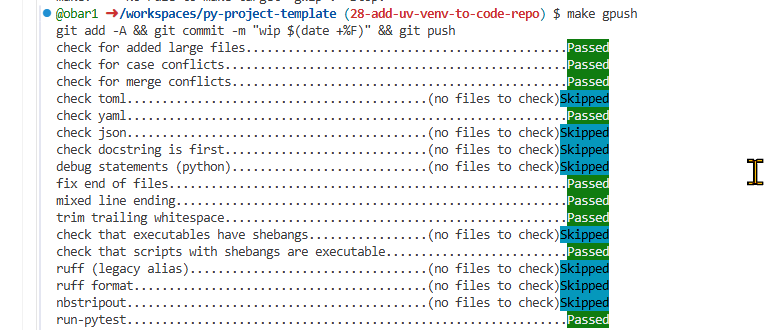 @obar1 ➜/workspaces/py-project-template (28-add-uv-venv-to-code-repo) $ make gpush
git add -A && git commit -m "wip $(date +%F)" && git push
check for added large files..............................................Passed
check for case conflicts.................................................Passed
check for merge conflicts................................................Passed
check toml...........................................(no files to check)Skipped
check yaml...............................................................Passed
check json...........................................(no files to check)Skipped
check docstring is first.............................(no files to check)Skipped
debug statements (python)............................(no files to check)Skipped
fix end of files.........................................................Passed
mixed line ending........................................................Passed
trim trailing whitespace.................................................Passed
check that executables have shebangs.................(no files to check)Skipped
check that scripts with shebangs are executable..........................Passed
ruff (legacy alias)..................................(no files to check)Skipped
ruff format..........................................(no files to check)Skipped
nbstripout...........................................(no files to check)Skipped
run-pytest...............................................................Passed